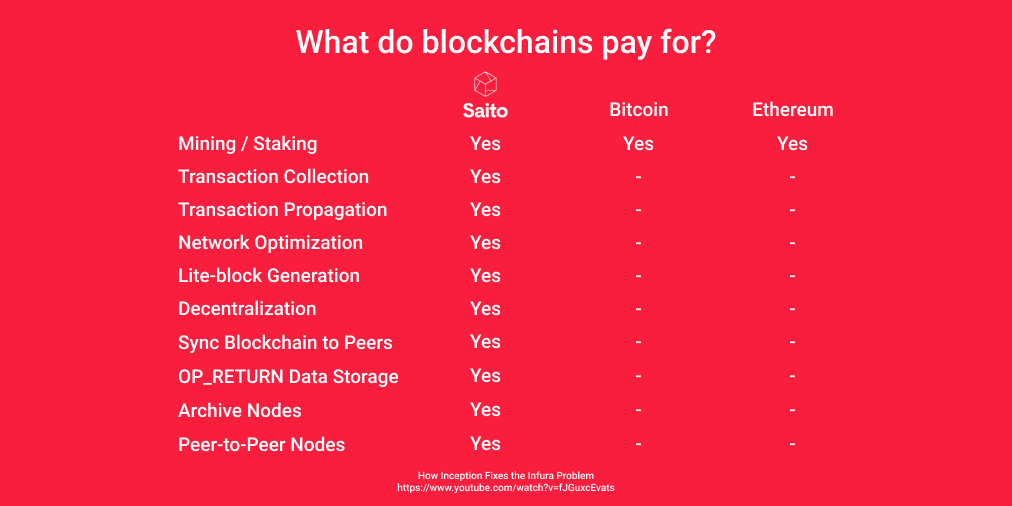 What do blockchains pay for?
Saito Bitcoin Ethereum
Mining / Staking Yes Yes Yes
Transaction Collection Yes - -
Transaction Propagation Yes - -
Network Optimization Yes - -
Lite-block Generation Yes - -
Decentralization Yes - -
Sync Blockchain to Peers Yes - -
OP_RETURN Data Storage Yes - -
Archive Nodes Yes - -
Peer-to-Peer Nodes Yes - -
How Inception Fixes the Infura Problem
https://www.youtube.com/watch?v=fJGuxcEvats